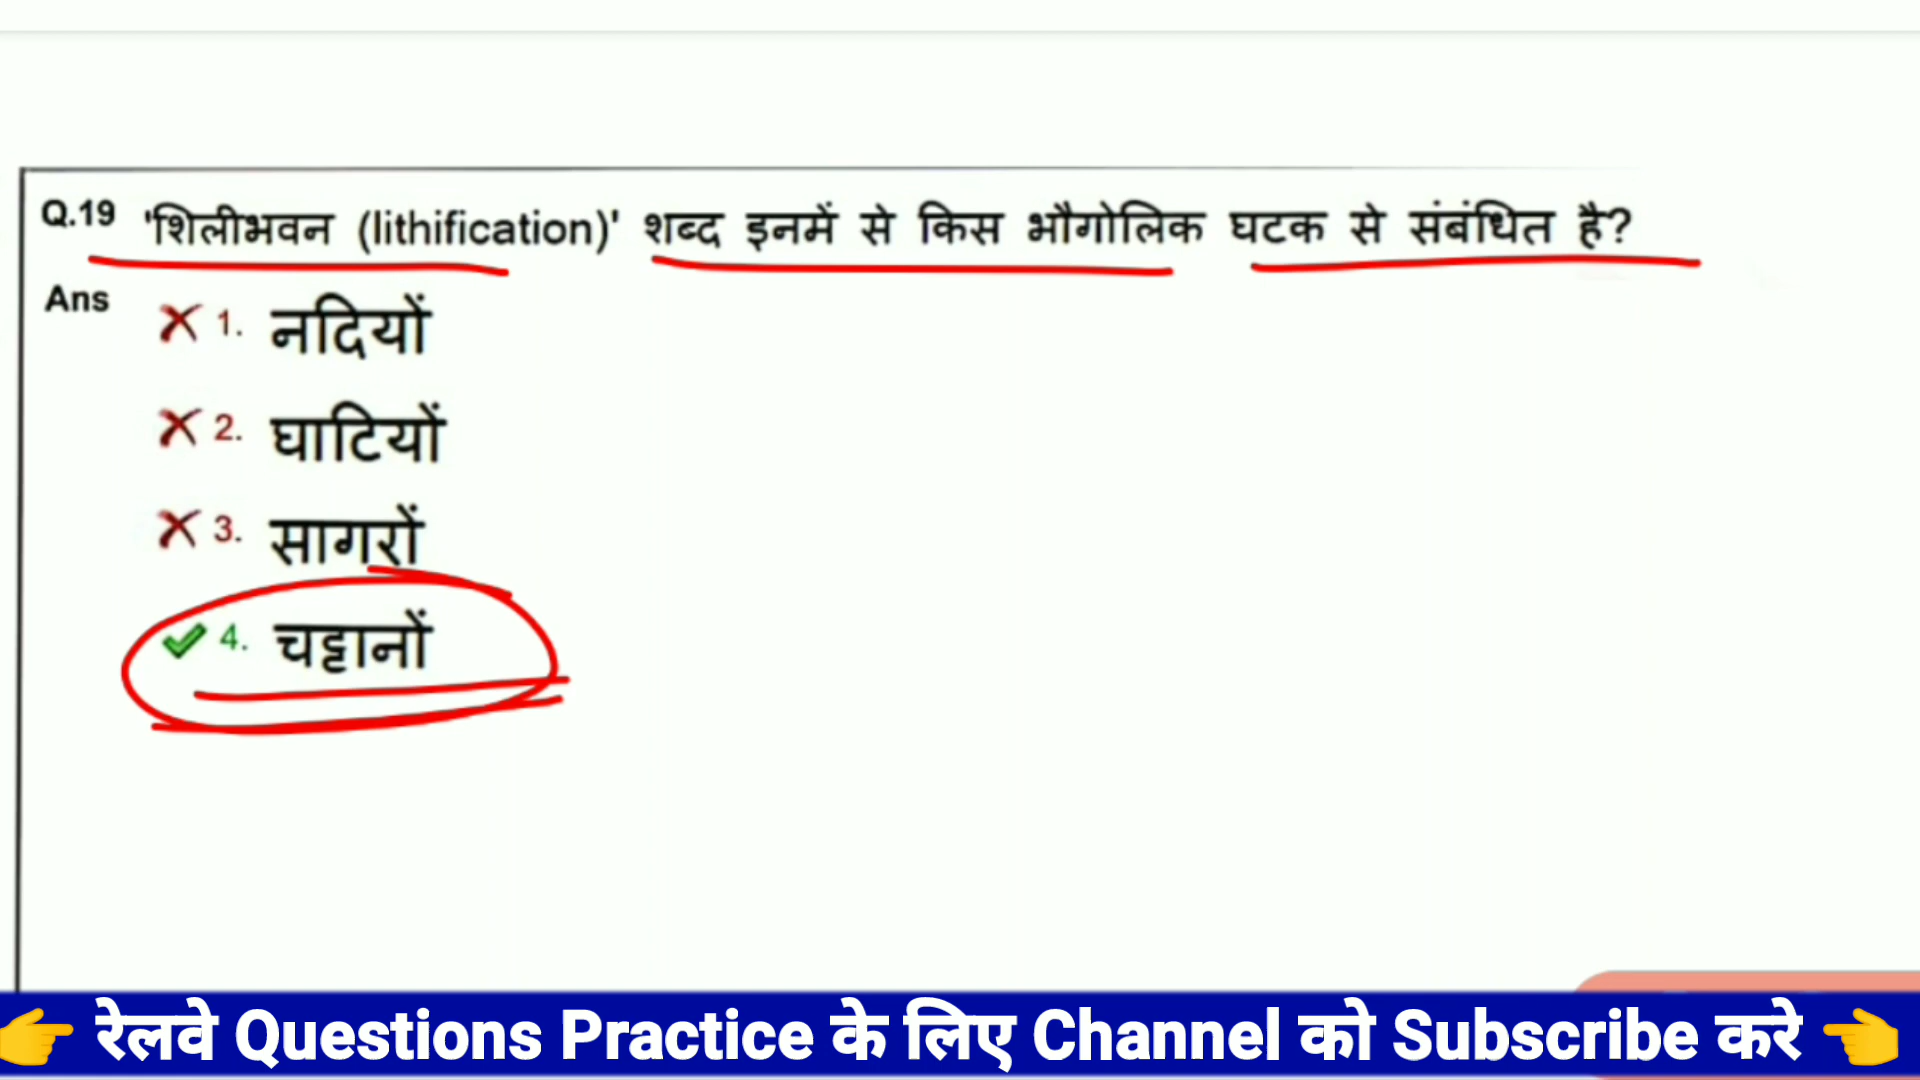 Q.19 'शिलीभवन (lithification)' शब्द इनमें से किस भौगोलिक घटक से संबंधित है?
Ans
1. नदियों
2. घाटियों
3. सागरों
4. चट्टानों
रेलवे Questions Practice के लिए Channel को Subscribe करे